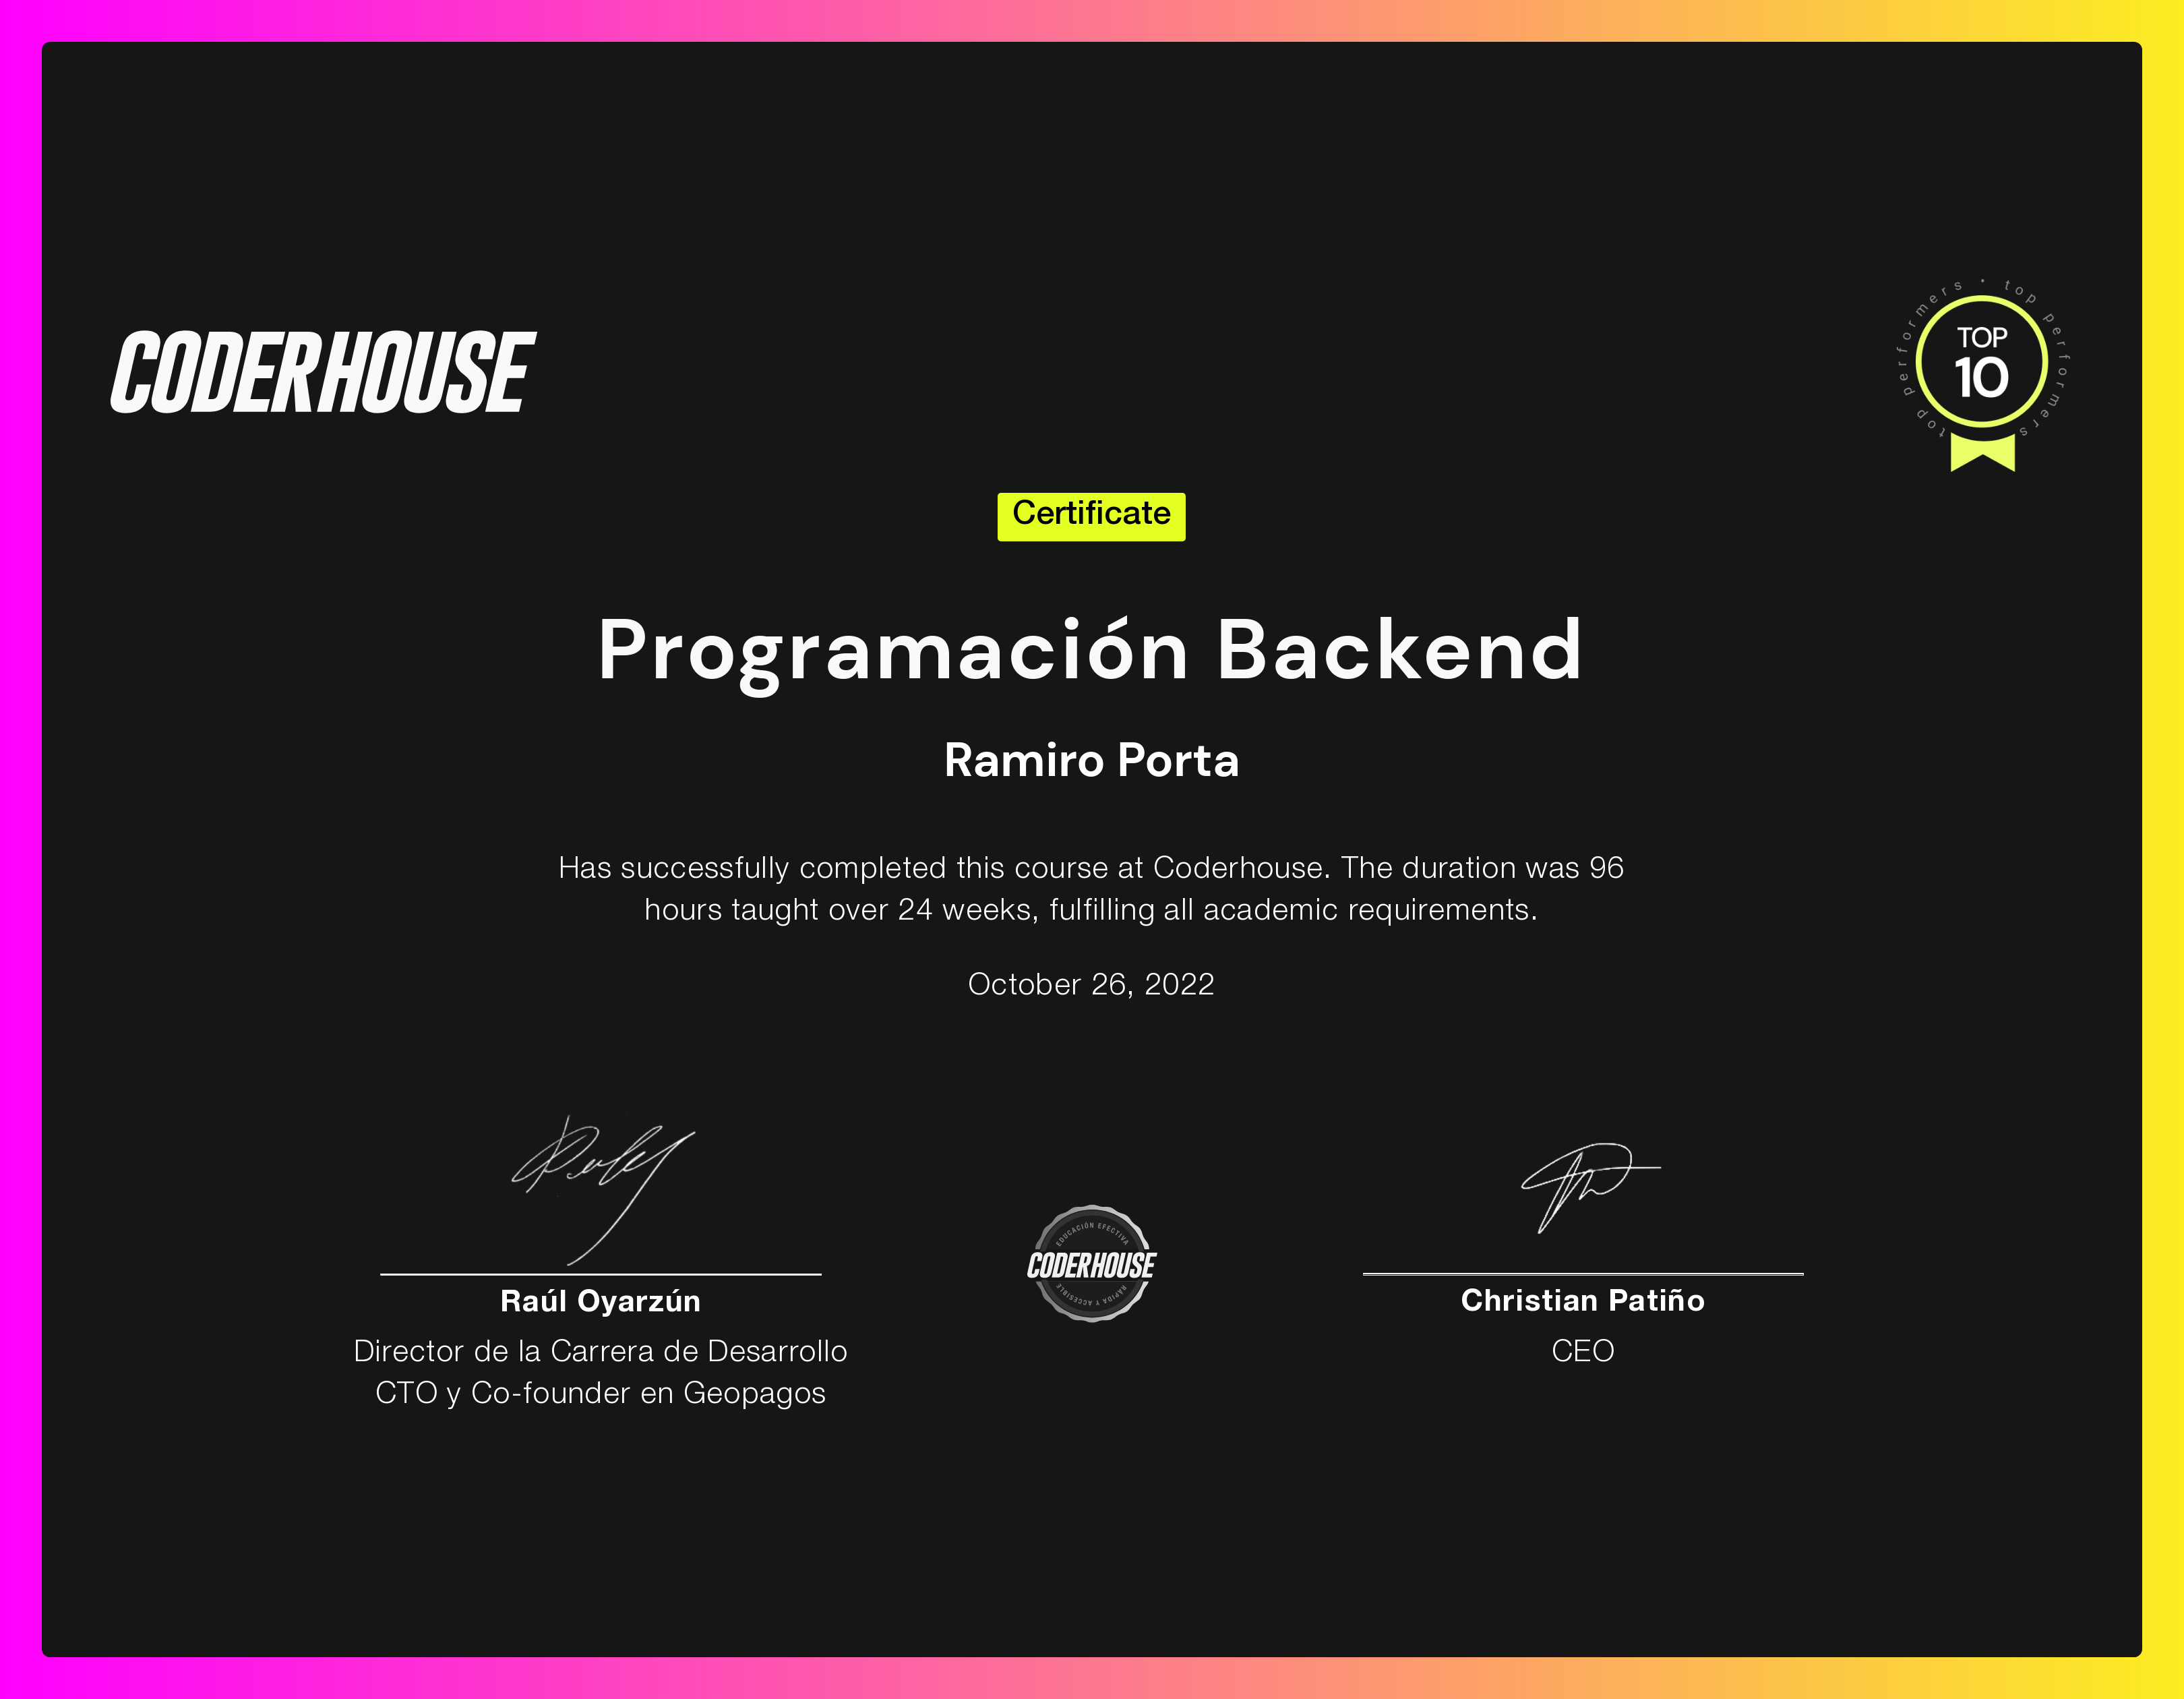 CODERHOUSE
top performers • top performers
TOP
10
Certificate
Programación Backend
Ramiro Porta
Has successfully completed this course at Coderhouse. The duration was 96
hours taught over 24 weeks, fulfilling all academic requirements.
October 26, 2022
EDUCACIÓN EFECTIVA
CODERHOUSE
RÁPIDA Y ACCESIBLE
Raúl Oyarzún
Director de la Carrera de Desarrollo
CTO y Co-founder en Geopagos
Christian Patiño
CEO